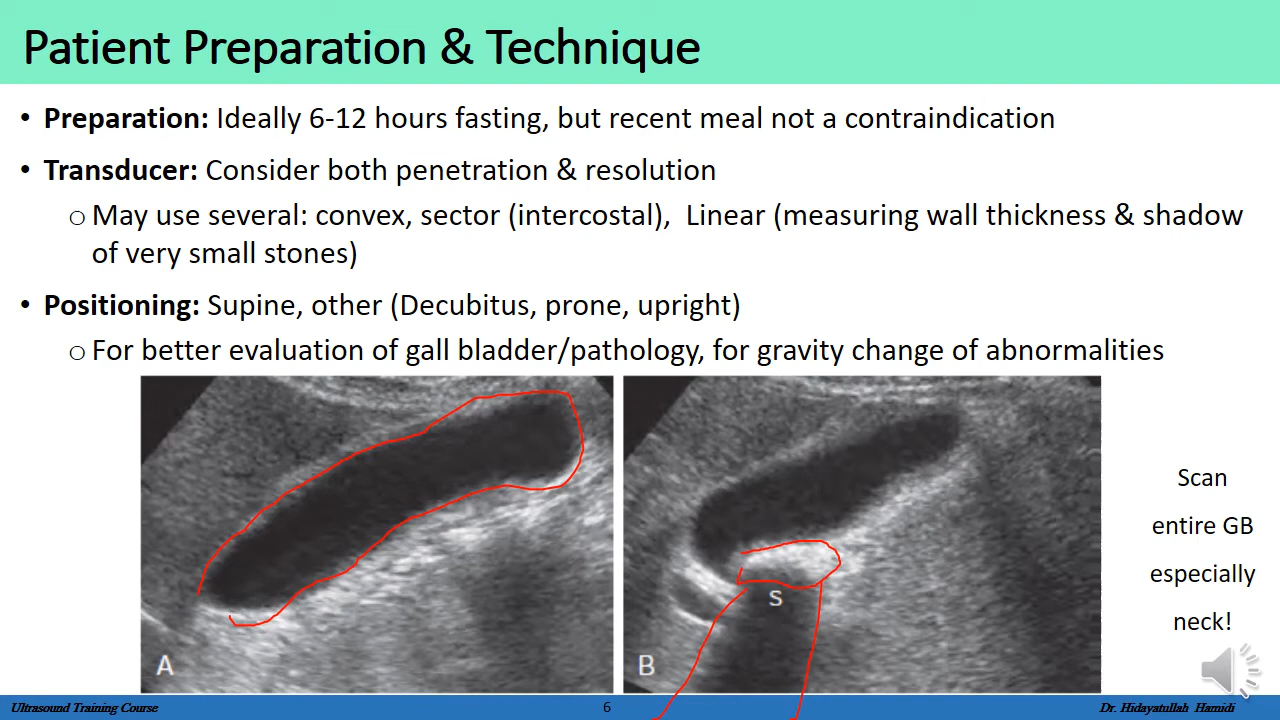 Patient Preparation & Technique
• Preparation: Ideally 6-12 hours fasting, but recent meal not a contraindication
• Transducer: Consider both penetration & resolution
o May use several: convex, sector (intercostal), Linear (measuring wall thickness & shadow
of very small stones)
• Positioning: Supine, other (Decubitus, prone, upright)
o For better evaluation of gall bladder/pathology, for gravity change of abnormalities
A
S
B
Scan
entire GB
especially
neck!
Ultrasound Training Course
6
Dr. Hidayatullah Hamidi